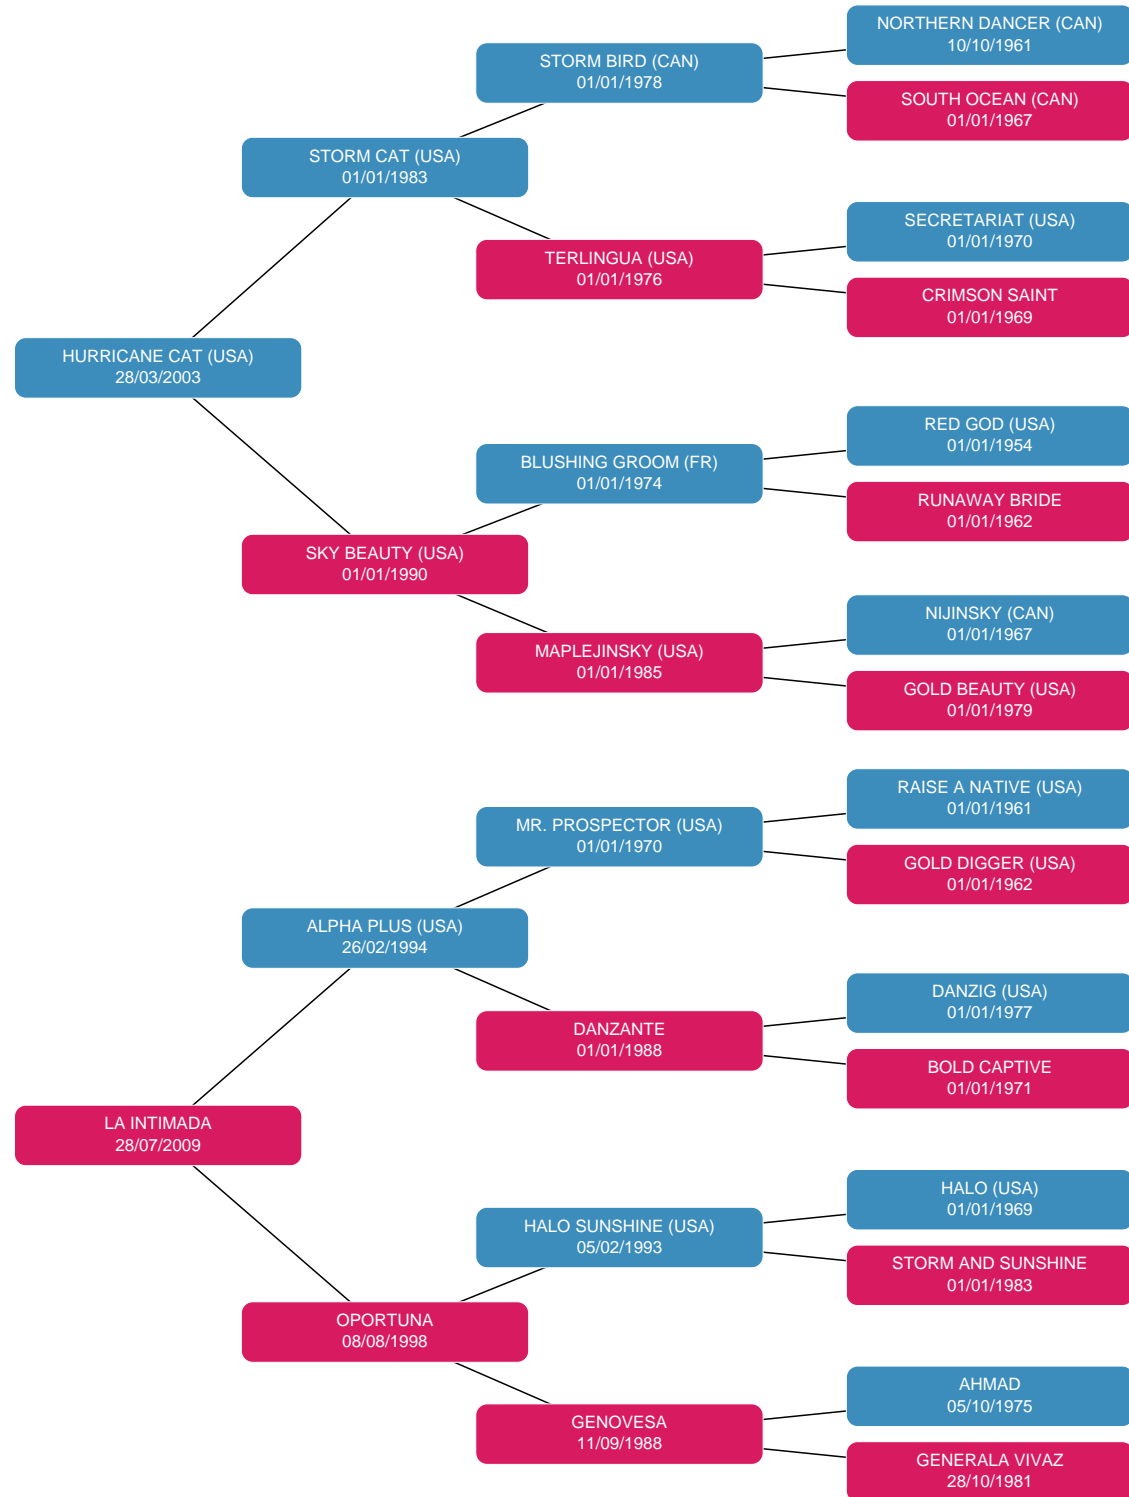 NORTHERN DANCER (CAN)
10/10/1961
STORM BIRD (CAN)
01/01/1978
SOUTH OCEAN (CAN)
01/01/1967
STORM CAT (USA)
01/01/1983
SECRETARIAT (USA)
01/01/1970
TERLINGUA (USA)
01/01/1976
CRIMSON SAINT
01/01/1969
HURRICANE CAT (USA)
28/03/2003
RED GOD (USA)
01/01/1954
BLUSHING GROOM (FR)
01/01/1974
RUNAWAY BRIDE
01/01/1962
SKY BEAUTY (USA)
01/01/1990
NIJINSKY (CAN)
01/01/1967
MAPLEJINSKY (USA)
01/01/1985
GOLD BEAUTY (USA)
01/01/1979
RAISE A NATIVE (USA)
01/01/1961
MR. PROSPECTOR (USA)
01/01/1970
GOLD DIGGER (USA)
01/01/1962
ALPHA PLUS (USA)
26/02/1994
DANZIG (USA)
01/01/1977
DANZANTE
01/01/1988
BOLD CAPTIVE
01/01/1971
LA INTIMADA
28/07/2009
HALO (USA)
01/01/1969
HALO SUNSHINE (USA)
05/02/1993
STORM AND SUNSHINE
01/01/1983
OPORTUNA
08/08/1998
AHMAD
05/10/1975
GENOVESA
11/09/1988
GENERALA VIVAZ
28/10/1981